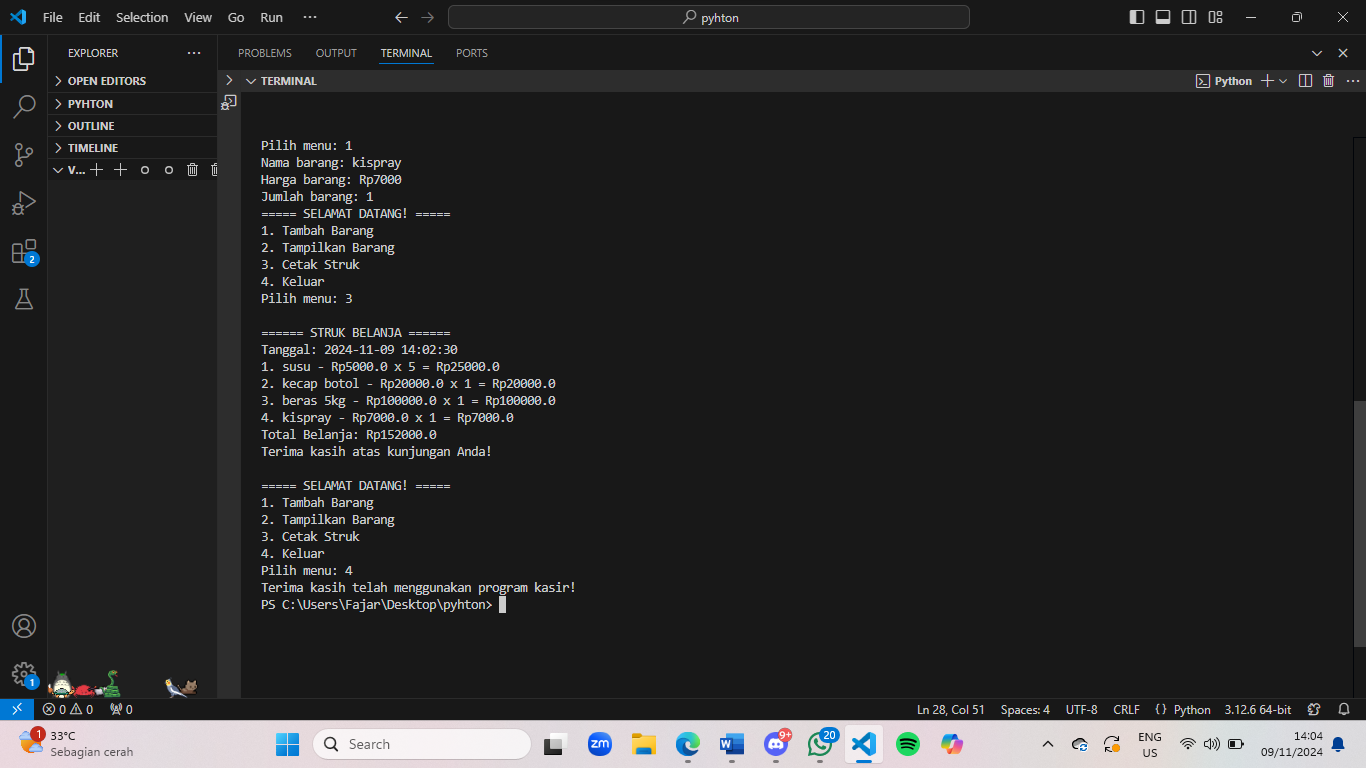 File Edit Selection View Go Run ···
pyhton
EXPLORER ···
OPEN EDITORS
PYHTON
OUTLINE
TIMELINE
V...
PROBLEMS OUTPUT TERMINAL PORTS
TERMINAL
Python
Pilih menu: 1
Nama barang: kispray
Harga barang: Rp7000
Jumlah barang: 1
===== SELAMAT DATANG! =====
1. Tambah Barang
2. Tampilkan Barang
3. Cetak Struk
4. Keluar
Pilih menu: 3
====== STRUK BELANJA ======
Tanggal: 2024-11-09 14:02:30
1. susu - Rp5000.0 x 5 = Rp25000.0
2. kecap botol - Rp20000.0 x 1 = Rp20000.0
3. beras 5kg - Rp100000.0 x 1 = Rp100000.0
4. kispray - Rp7000.0 x 1 = Rp7000.0
Total Belanja: Rp152000.0
Terima kasih atas kunjungan Anda!
===== SELAMAT DATANG! =====
1. Tambah Barang
2. Tampilkan Barang
3. Cetak Struk
4. Keluar
Pilih menu: 4
Terima kasih telah menggunakan program kasir!
PS C:\Users\Fajar\Desktop\pyhton>
2
1
0 0 0
Ln 28, Col 51 Spaces: 4 UTF-8 CRLF {} Python 3.12.6 64-bit
1
33°C
Sebagian cerah
Search
zm
W
9+
20
ENG
US
14:04
09/11/2024